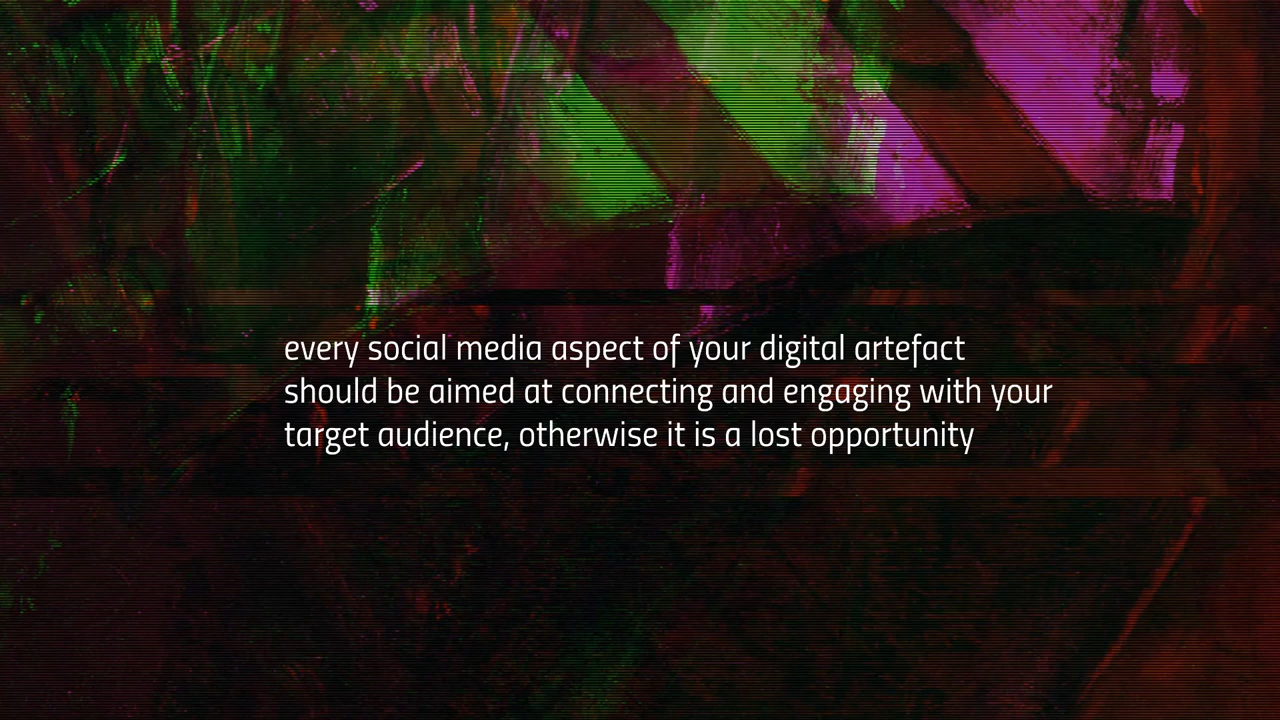 every social media aspect of your digital artefact
should be aimed at connecting and engaging with your
target audience, otherwise it is a lost opportunity